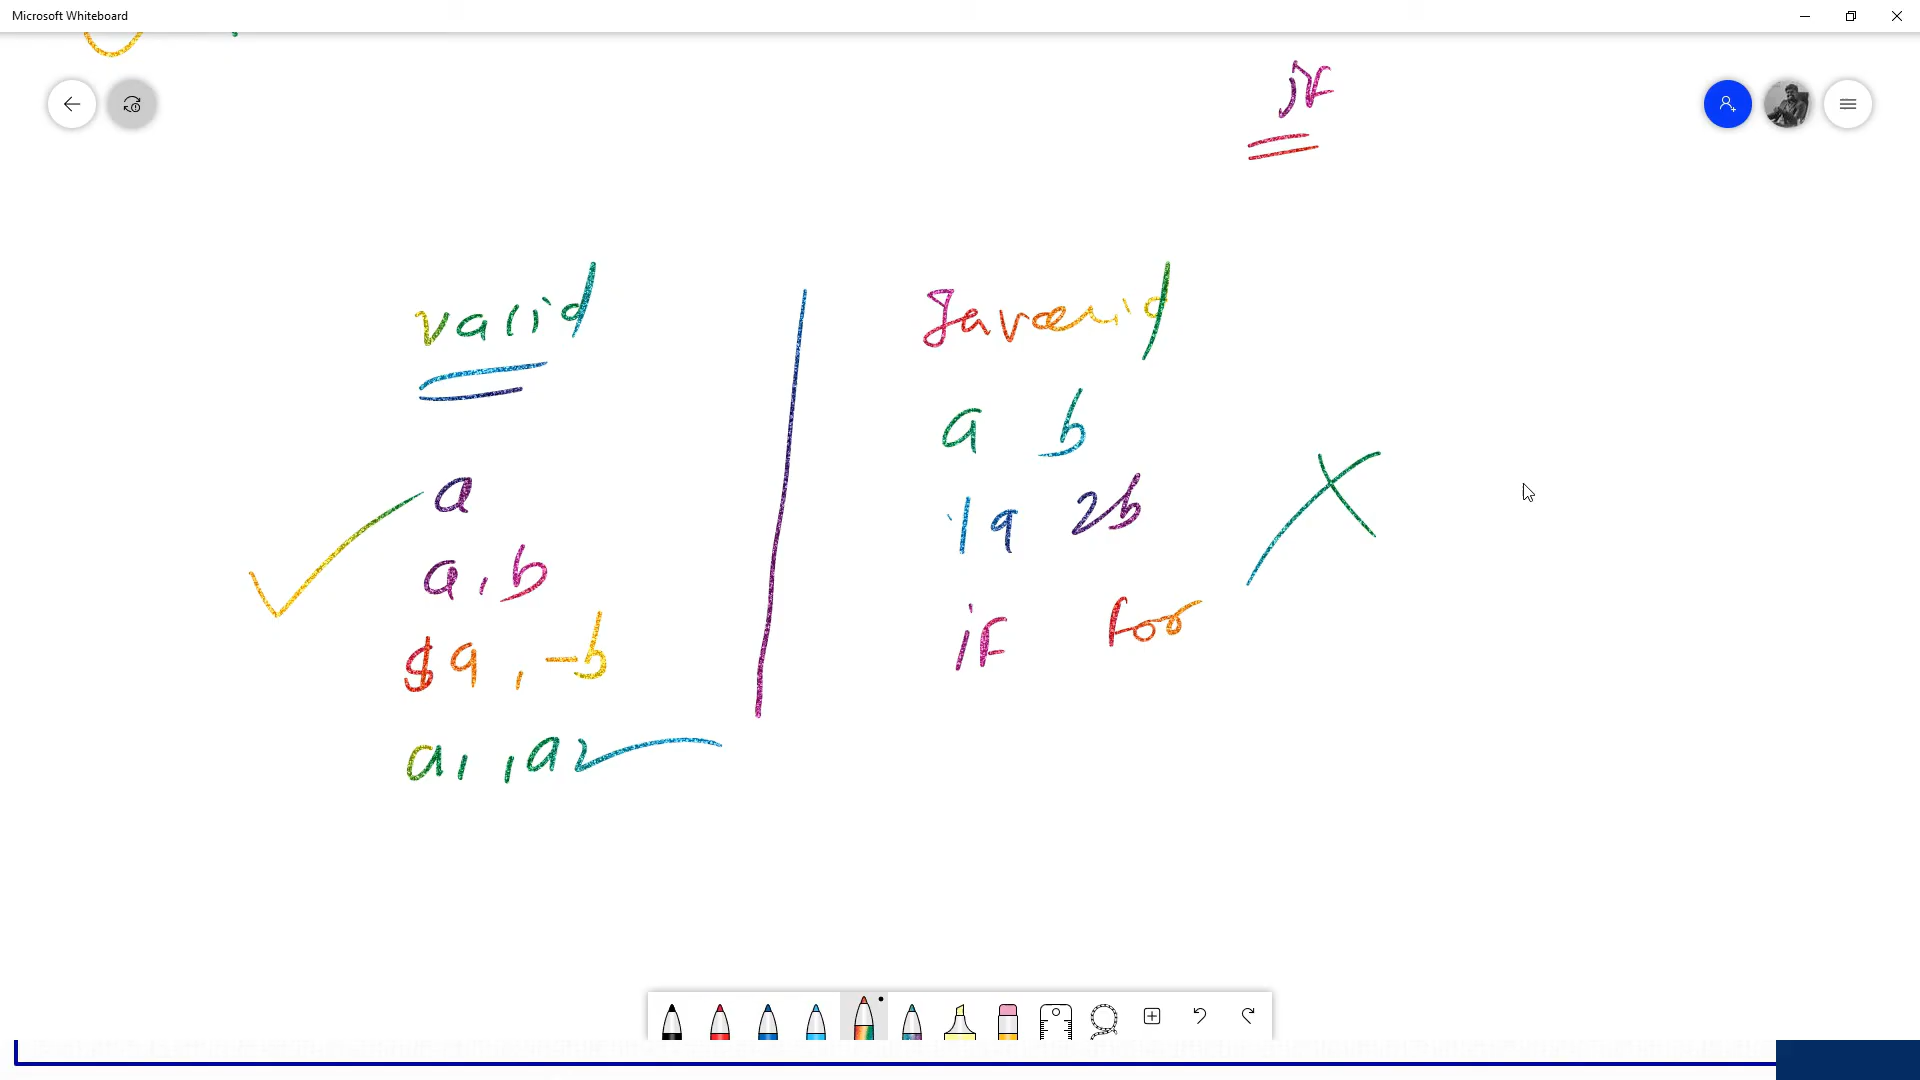 Microsoft Whiteboard
if
valid
Invalid
a b
a
1a 2b
a, b
$a, _b
if for
a1, a2